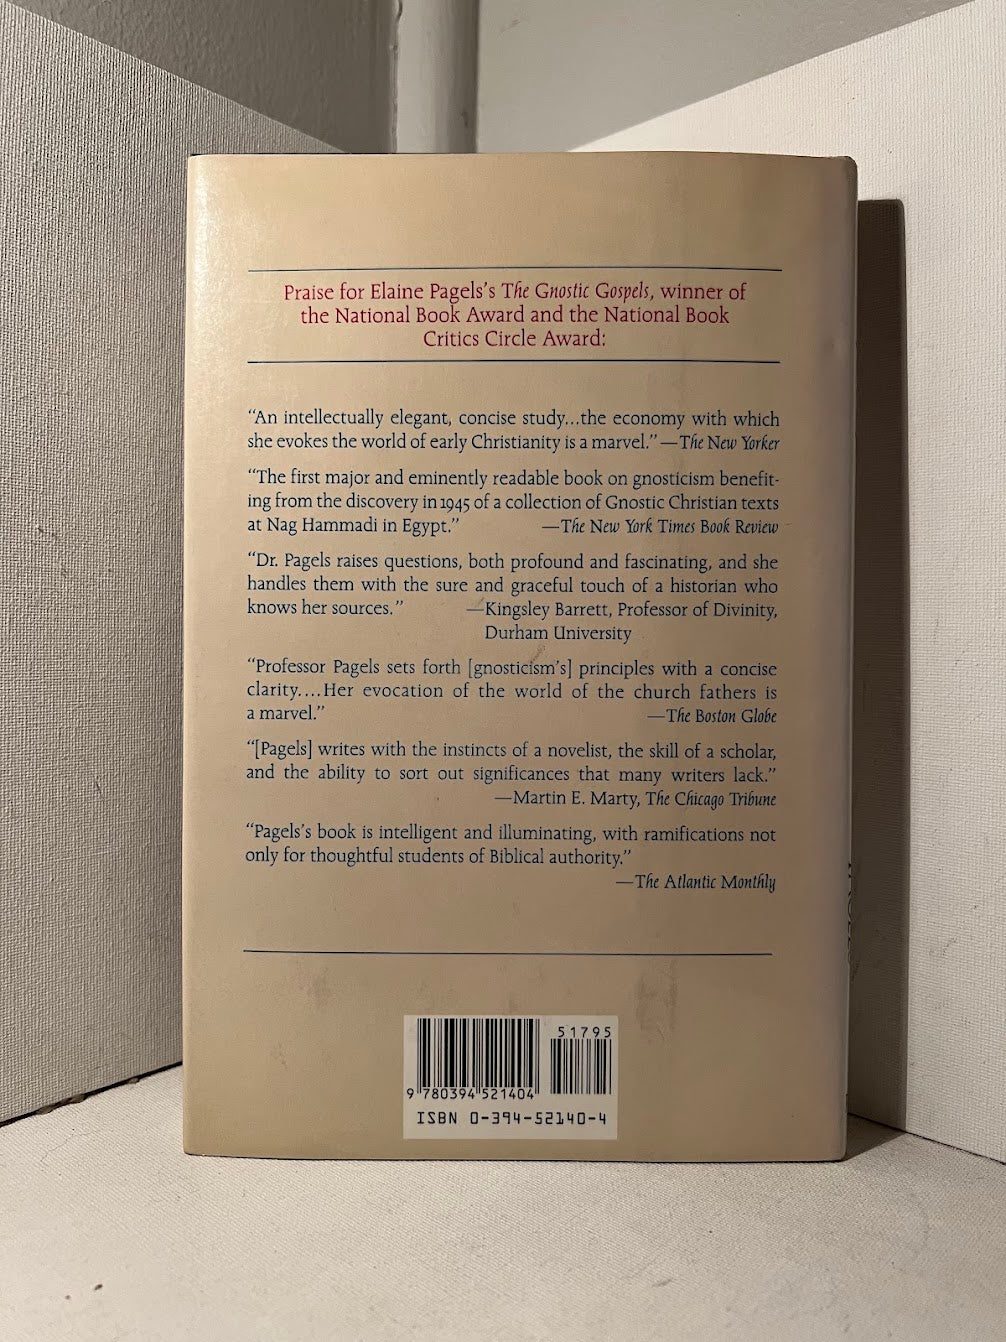 Praise for Elaine Pagels's The Gnostic Gospels, winner of
the National Book Award and the National Book
Critics Circle Award:
"An intellectually elegant, concise study...the economy with which
she evokes the world of early Christianity is a marvel." —The New Yorker
"The first major and eminently readable book on gnosticism benefit-
ing from the discovery in 1945 of a collection of Gnostic Christian texts
at Nag Hammadi in Egypt." —The New York Times Book Review
"Dr. Pagels raises questions, both profound and fascinating, and she
handles them with the sure and graceful touch of a historian who
knows her sources." —Kingsley Barrett, Professor of Divinity,
Durham University
"Professor Pagels sets forth [gnosticism's] principles with a concise
clarity....Her evocation of the world of the church fathers is
a marvel." —The Boston Globe
"[Pagels] writes with the instincts of a novelist, the skill of a scholar,
and the ability to sort out significances that many writers lack."
—Martin E. Marty, The Chicago Tribune
"Pagels's book is intelligent and illuminating, with ramifications not
only for thoughtful students of Biblical authority."
—The Atlantic Monthly
51795
9 780394 521404
ISBN 0-394-52140-4